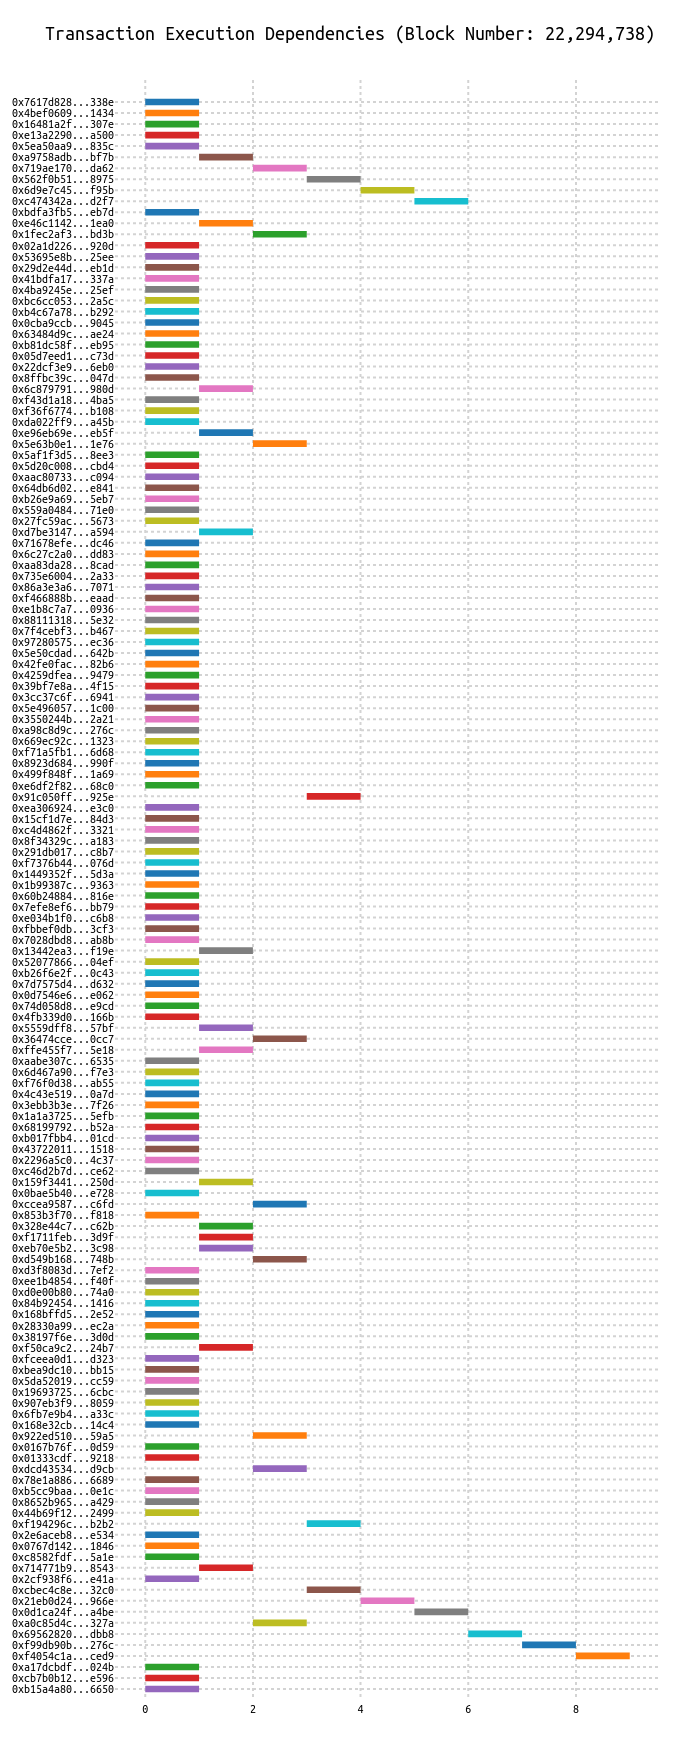 Transaction Execution Dependencies (Block Number: 22,294,738)
0x7617d828...338e
0x4bef0609...1434
0x16481a2f...307e
0xe13a2290...a500
0x5ea50aa9...835c
0xa9758adb...bf7b
0x719ae170...da62
0x562f0b51...8975
0x6d9e7c45...f95b
0xc474342a...d2f7
0xbdfa3fb5...eb7d
0xe46c1142...1ea0
0x1fec2af3...bd3b
0x02a1d226...920d
0x53695e8b...25ee
0x29d2e44d...eb1d
0x41bdfa17...337a
0x4ba9245e...25ef
0xbc6cc053...2a5c
0xb4c67a78...b292
0x0cba9ccb...9045
0x63484d9c...ae24
0xb81dc58f...eb95
0x05d7eed1...c73d
0x22dcf3e9...6eb0
0x8ffbc39c...047d
0x6c879791...980d
0xf43d1a18...4ba5
0xf36f6774...b108
0xda022ff9...a45b
0xe96eb69e...eb5f
0x5e63b0e1...1e76
0x5af1f3d5...8ee3
0x5d20c008...cbd4
0xaac80733...c094
0x64db6d02...e841
0xb26e9a69...5eb7
0x559a0484...71e0
0x27fc59ac...5673
0xd7be3147...a594
0x71678efe...dc46
0x6c27c2a0...dd83
0xaa83da28...8cad
0x735e6004...2a33
0x86a3e3a6...7071
0xf466888b...eaad
0xe1b8c7a7...0936
0x88111318...5e32
0x7f4cebf3...b467
0x97280575...ec36
0x5e50cdad...642b
0x42fe0fac...82b6
0x4259dfea...9479
0x39bf7e8a...4f15
0x3cc37c6f...6941
0x5e496057...1c00
0x3550244b...2a21
0xa98c8d9c...276c
0x669ec92c...1323
0xf71a5fb1...6d68
0x8923d684...990f
0x499f848f...1a69
0xe6df2f82...68c0
0x91c050ff...925e
0xea306924...e3c0
0x15cf1d7e...84d3
0xc4d4862f...3321
0x8f34329c...a183
0x291db017...c8b7
0xf7376b44...076d
0x1449352f...5d3a
0x1b99387c...9363
0x60b24884...816e
0x7efe8ef6...bb79
0xe034b1f0...c6b8
0xfbbef0db...3cf3
0x7028dbd8...ab8b
0x13442ea3...f19e
0x52077866...04ef
0xb26f6e2f...0c43
0x7d7575d4...d632
0x0d7546e6...e062
0x74d058d8...e9cd
0x4fb339d0...166b
0x5559dff8...57bf
0x36474cce...0cc7
0xffe455f7...5e18
0xaabe307c...6535
0x6d467a90...f7e3
0xf76f0d38...ab55
0x4c43e519...0a7d
0x3ebb3b3e...7f26
0x1a1a3725...5efb
0x68199792...b52a
0xb017fbb4...01cd
0x43722011...1518
0x2296a5c0...4c37
0xc46d2b7d...ce62
0x159f3441...250d
0x0bae5b40...e728
0xccea9587...c6fd
0x853b3f70...f818
0x328e44c7...c62b
0xf1711feb...3d9f
0xeb70e5b2...3c98
0xd549b168...748b
0xd3f8083d...7ef2
0xee1b4854...f40f
0xd0e00b80...74a0
0x84b92454...1416
0x168bffd5...2e52
0x28330a99...ec2a
0x38197f6e...3d0d
0xf50ca9c2...24b7
0xfceea0d1...d323
0xbea9dc10...bb15
0x5da52019...cc59
0x19693725...6cbc
0x907eb3f9...8059
0x6fb7e9b4...a33c
0x168e32cb...14c4
0x922ed510...59a5
0x0167b76f...0d59
0x01333cdf...9218
0xdcd43534...d9cb
0x78e1a886...6689
0xb5cc9baa...0e1c
0x8652b965...a429
0x44b69f12...2499
0xf194296c...b2b2
0x2e6aceb8...e534
0x0767d142...1846
0xc8582fdf...5a1e
0x714771b9...8543
0x2cf938f6...e41a
0xcbec4c8e...32c0
0x21eb0d24...966e
0x0d1ca24f...a4be
0xa0c85d4c...327a
0x69562820...dbb8
0xf99db90b...276c
0xf4054c1a...ced9
0xa17dcbdf...024b
0xcb7b0b12...e596
0xb15a4a80...6650
0 2 4 6 8